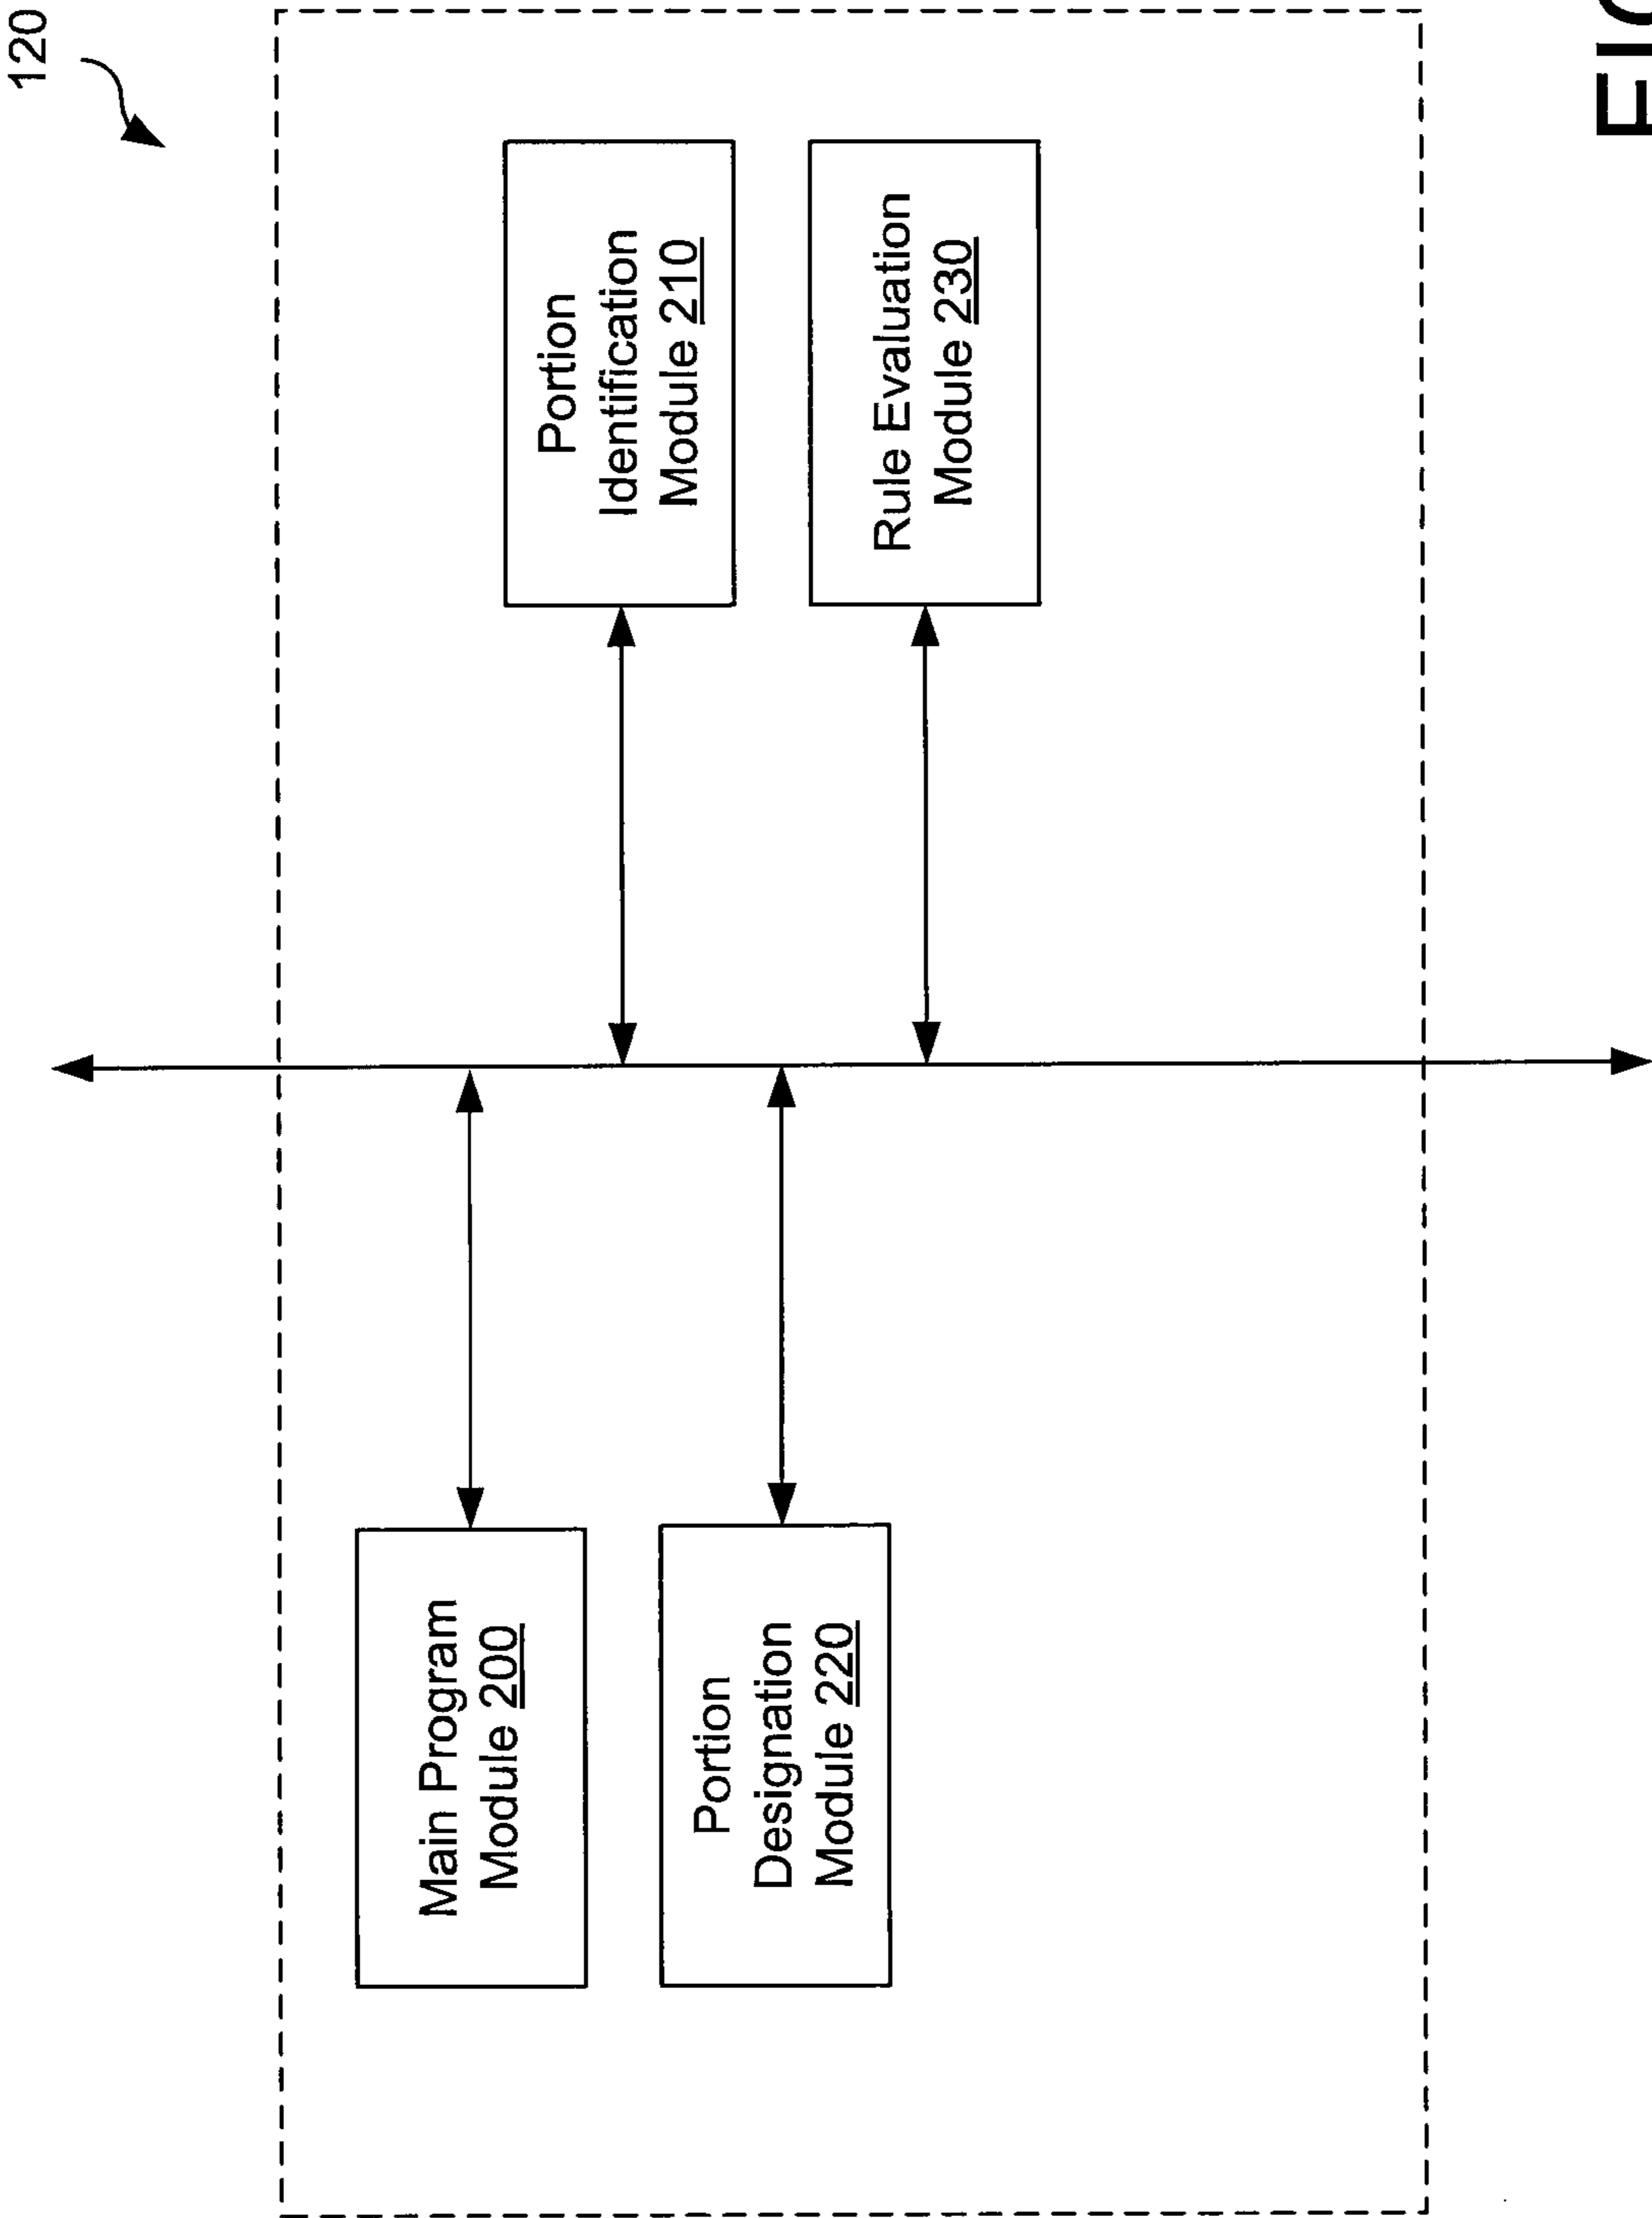 120
Main Program
Module 200
Portion
Identification
Module 210
Portion
Designation
Module 220
Rule Evaluation
Module 230